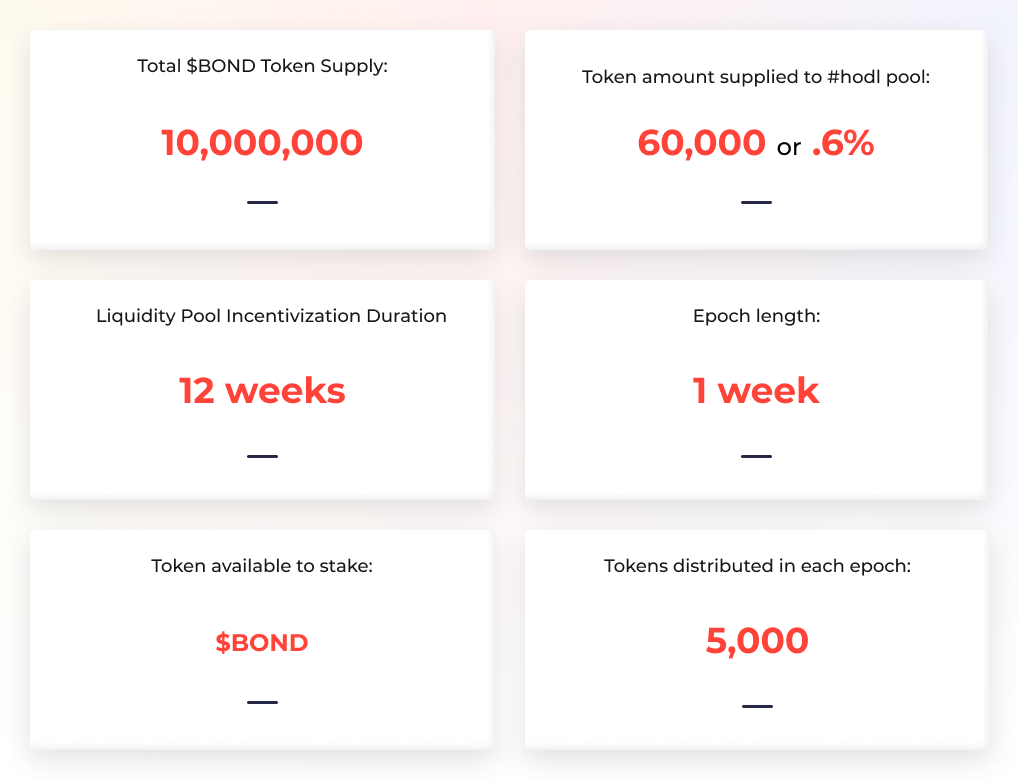 Total $BOND Token Supply:
10,000,000
Token amount supplied to #hodl pool:
60,000 or .6%
Liquidity Pool Incentivization Duration
12 weeks
Epoch length:
1 week
Token available to stake:
$BOND
Tokens distributed in each epoch:
5,000